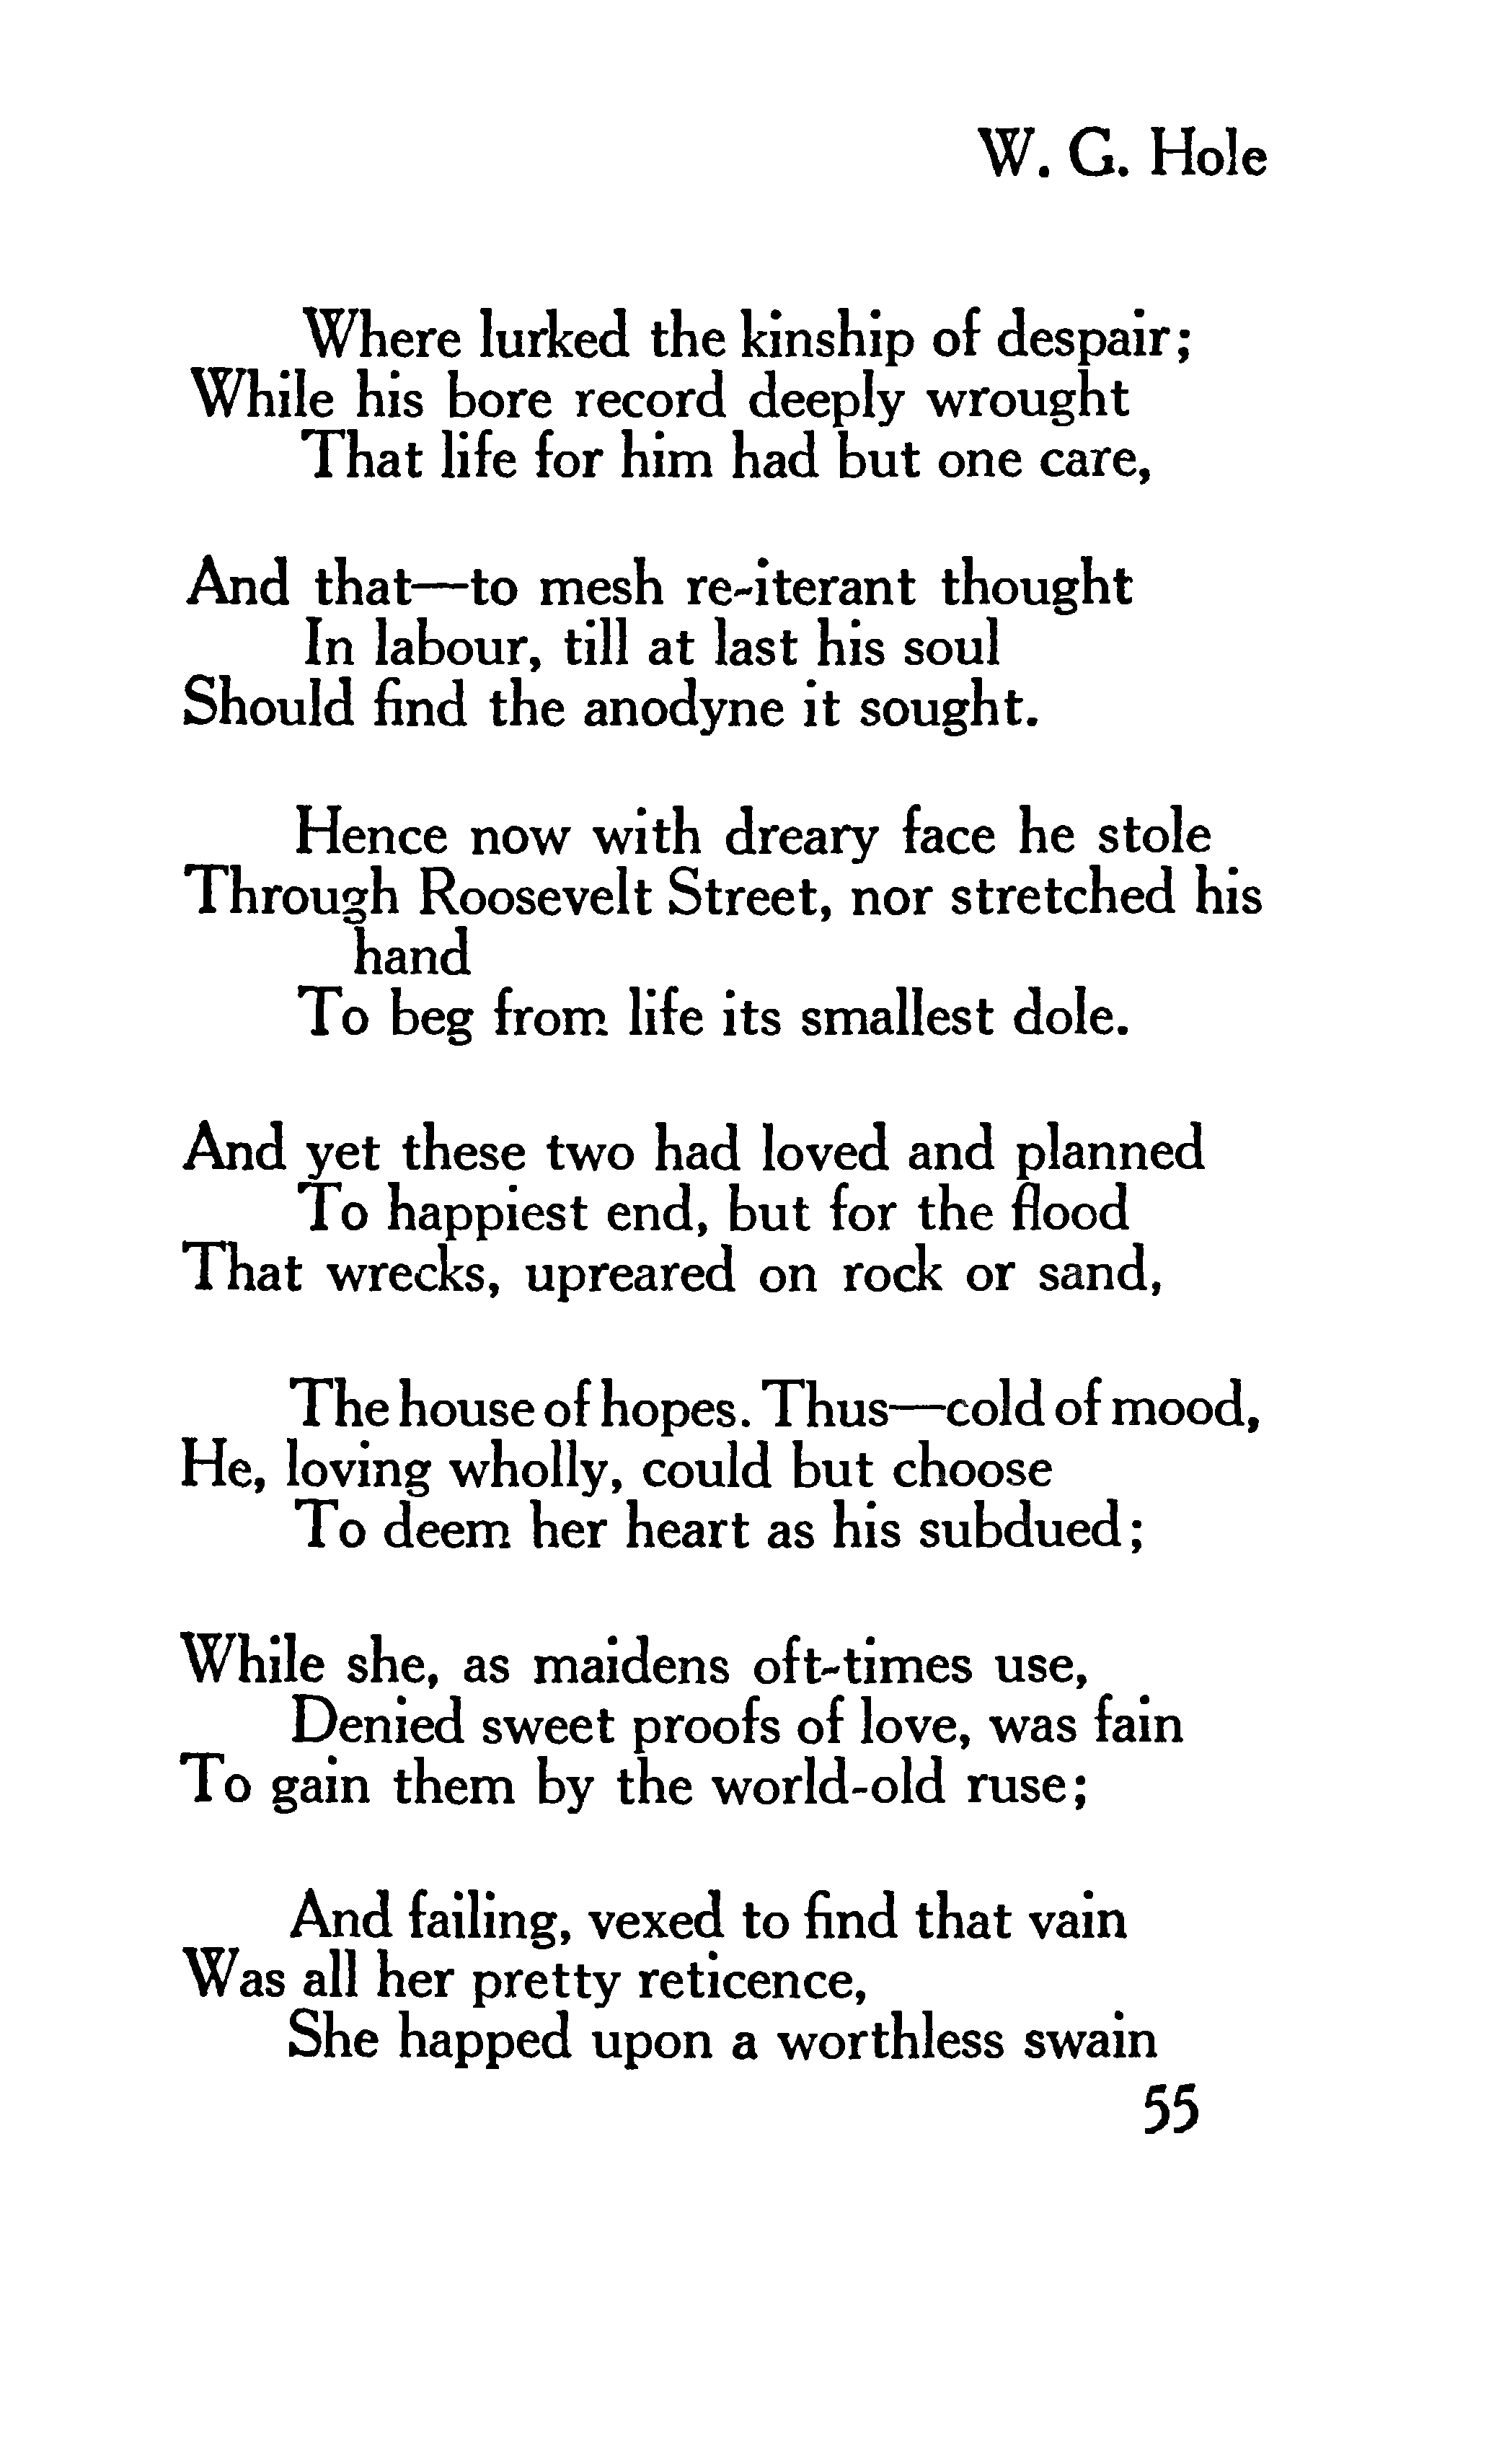 W. G. Hole
Where lurked the kinship of despair;
While his bore record deeply wrought
That life for him had but one care,
And that—to mesh re-iterant thought
In labour, till at last his soul
Should find the anodyne it sought.
Hence now with dreary face he stole
Through Roosevelt Street, nor stretched his
hand
To beg from life its smallest dole.
And yet these two had loved and planned
To happiest end, but for the flood
That wrecks, upreared on rock or sand,
The house of hopes. Thus—cold of mood,
He, loving wholly, could but choose
To deem her heart as his subdued;
While she, as maidens oft-times use,
Denied sweet proofs of love, was fain
To gain them by the world-old ruse;
And failing, vexed to find that vain
Was all her pretty reticence,
She happed upon a worthless swain
55